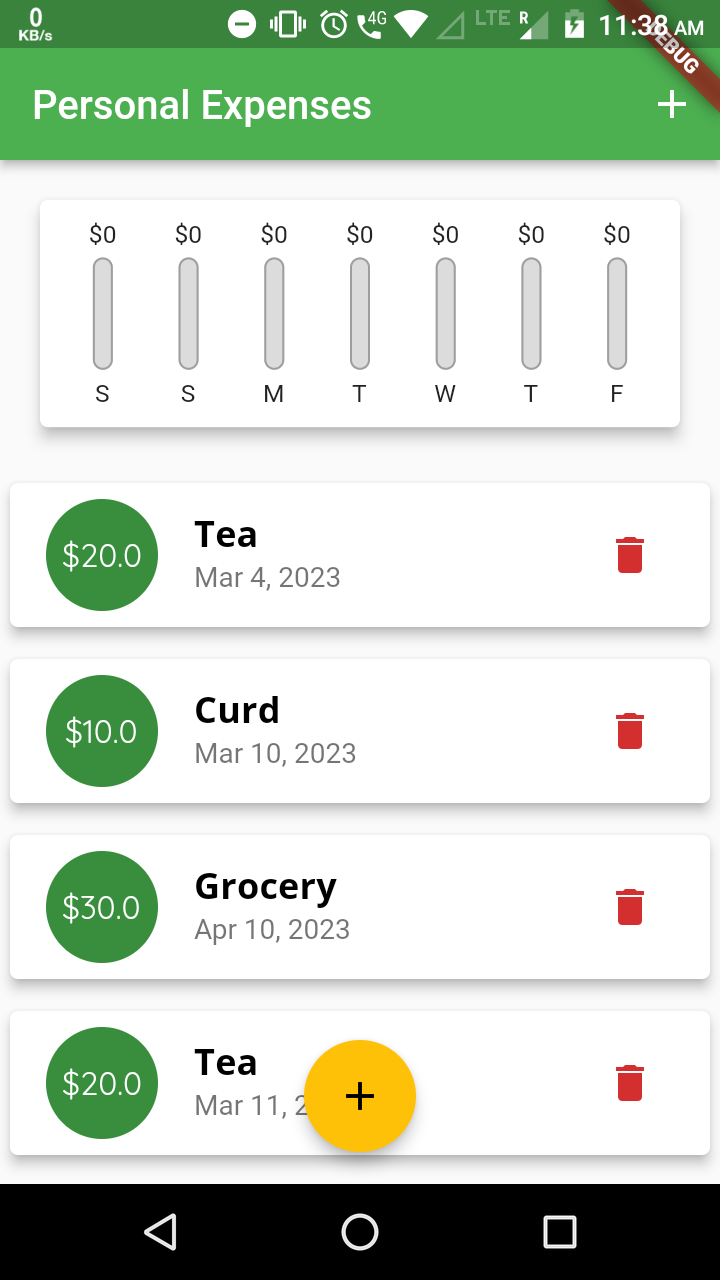 0
KB/s
4G
LTE
R
11:38 AM
Personal Expenses
$0 $0 $0 $0 $0 $0 $0
S S M T W T F
$20.0
Tea
Mar 4, 2023
$10.0
Curd
Mar 10, 2023
$30.0
Grocery
Apr 10, 2023
$20.0
Tea
Mar 11, 2